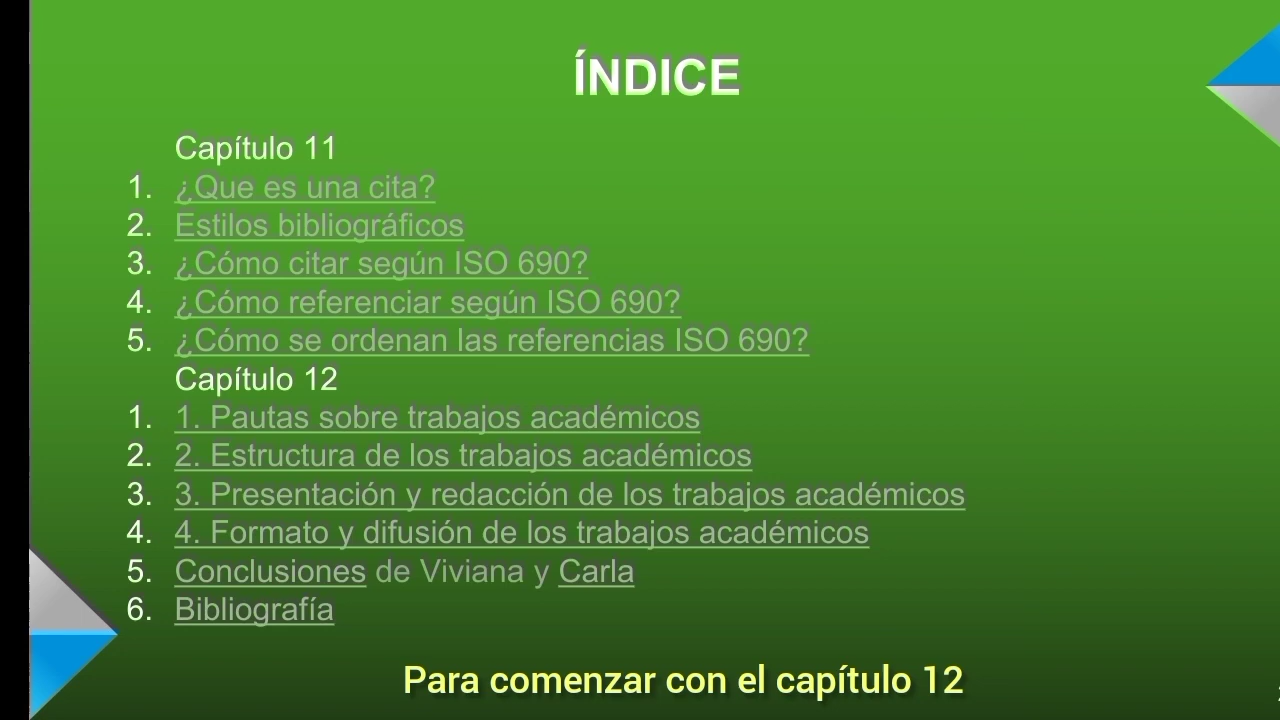 ÍNDICE
Capítulo 11
1. ¿Que es una cita?
2. Estilos bibliográficos
3. ¿Cómo citar según ISO 690?
4. ¿Cómo referenciar según ISO 690?
5. ¿Cómo se ordenan las referencias ISO 690?
Capítulo 12
1. 1. Pautas sobre trabajos académicos
2. 2. Estructura de los trabajos académicos
3. 3. Presentación y redacción de los trabajos académicos
4. 4. Formato y difusión de los trabajos académicos
5. Conclusiones de Viviana y Carla
6. Bibliografía
Para comenzar con el capítulo 12